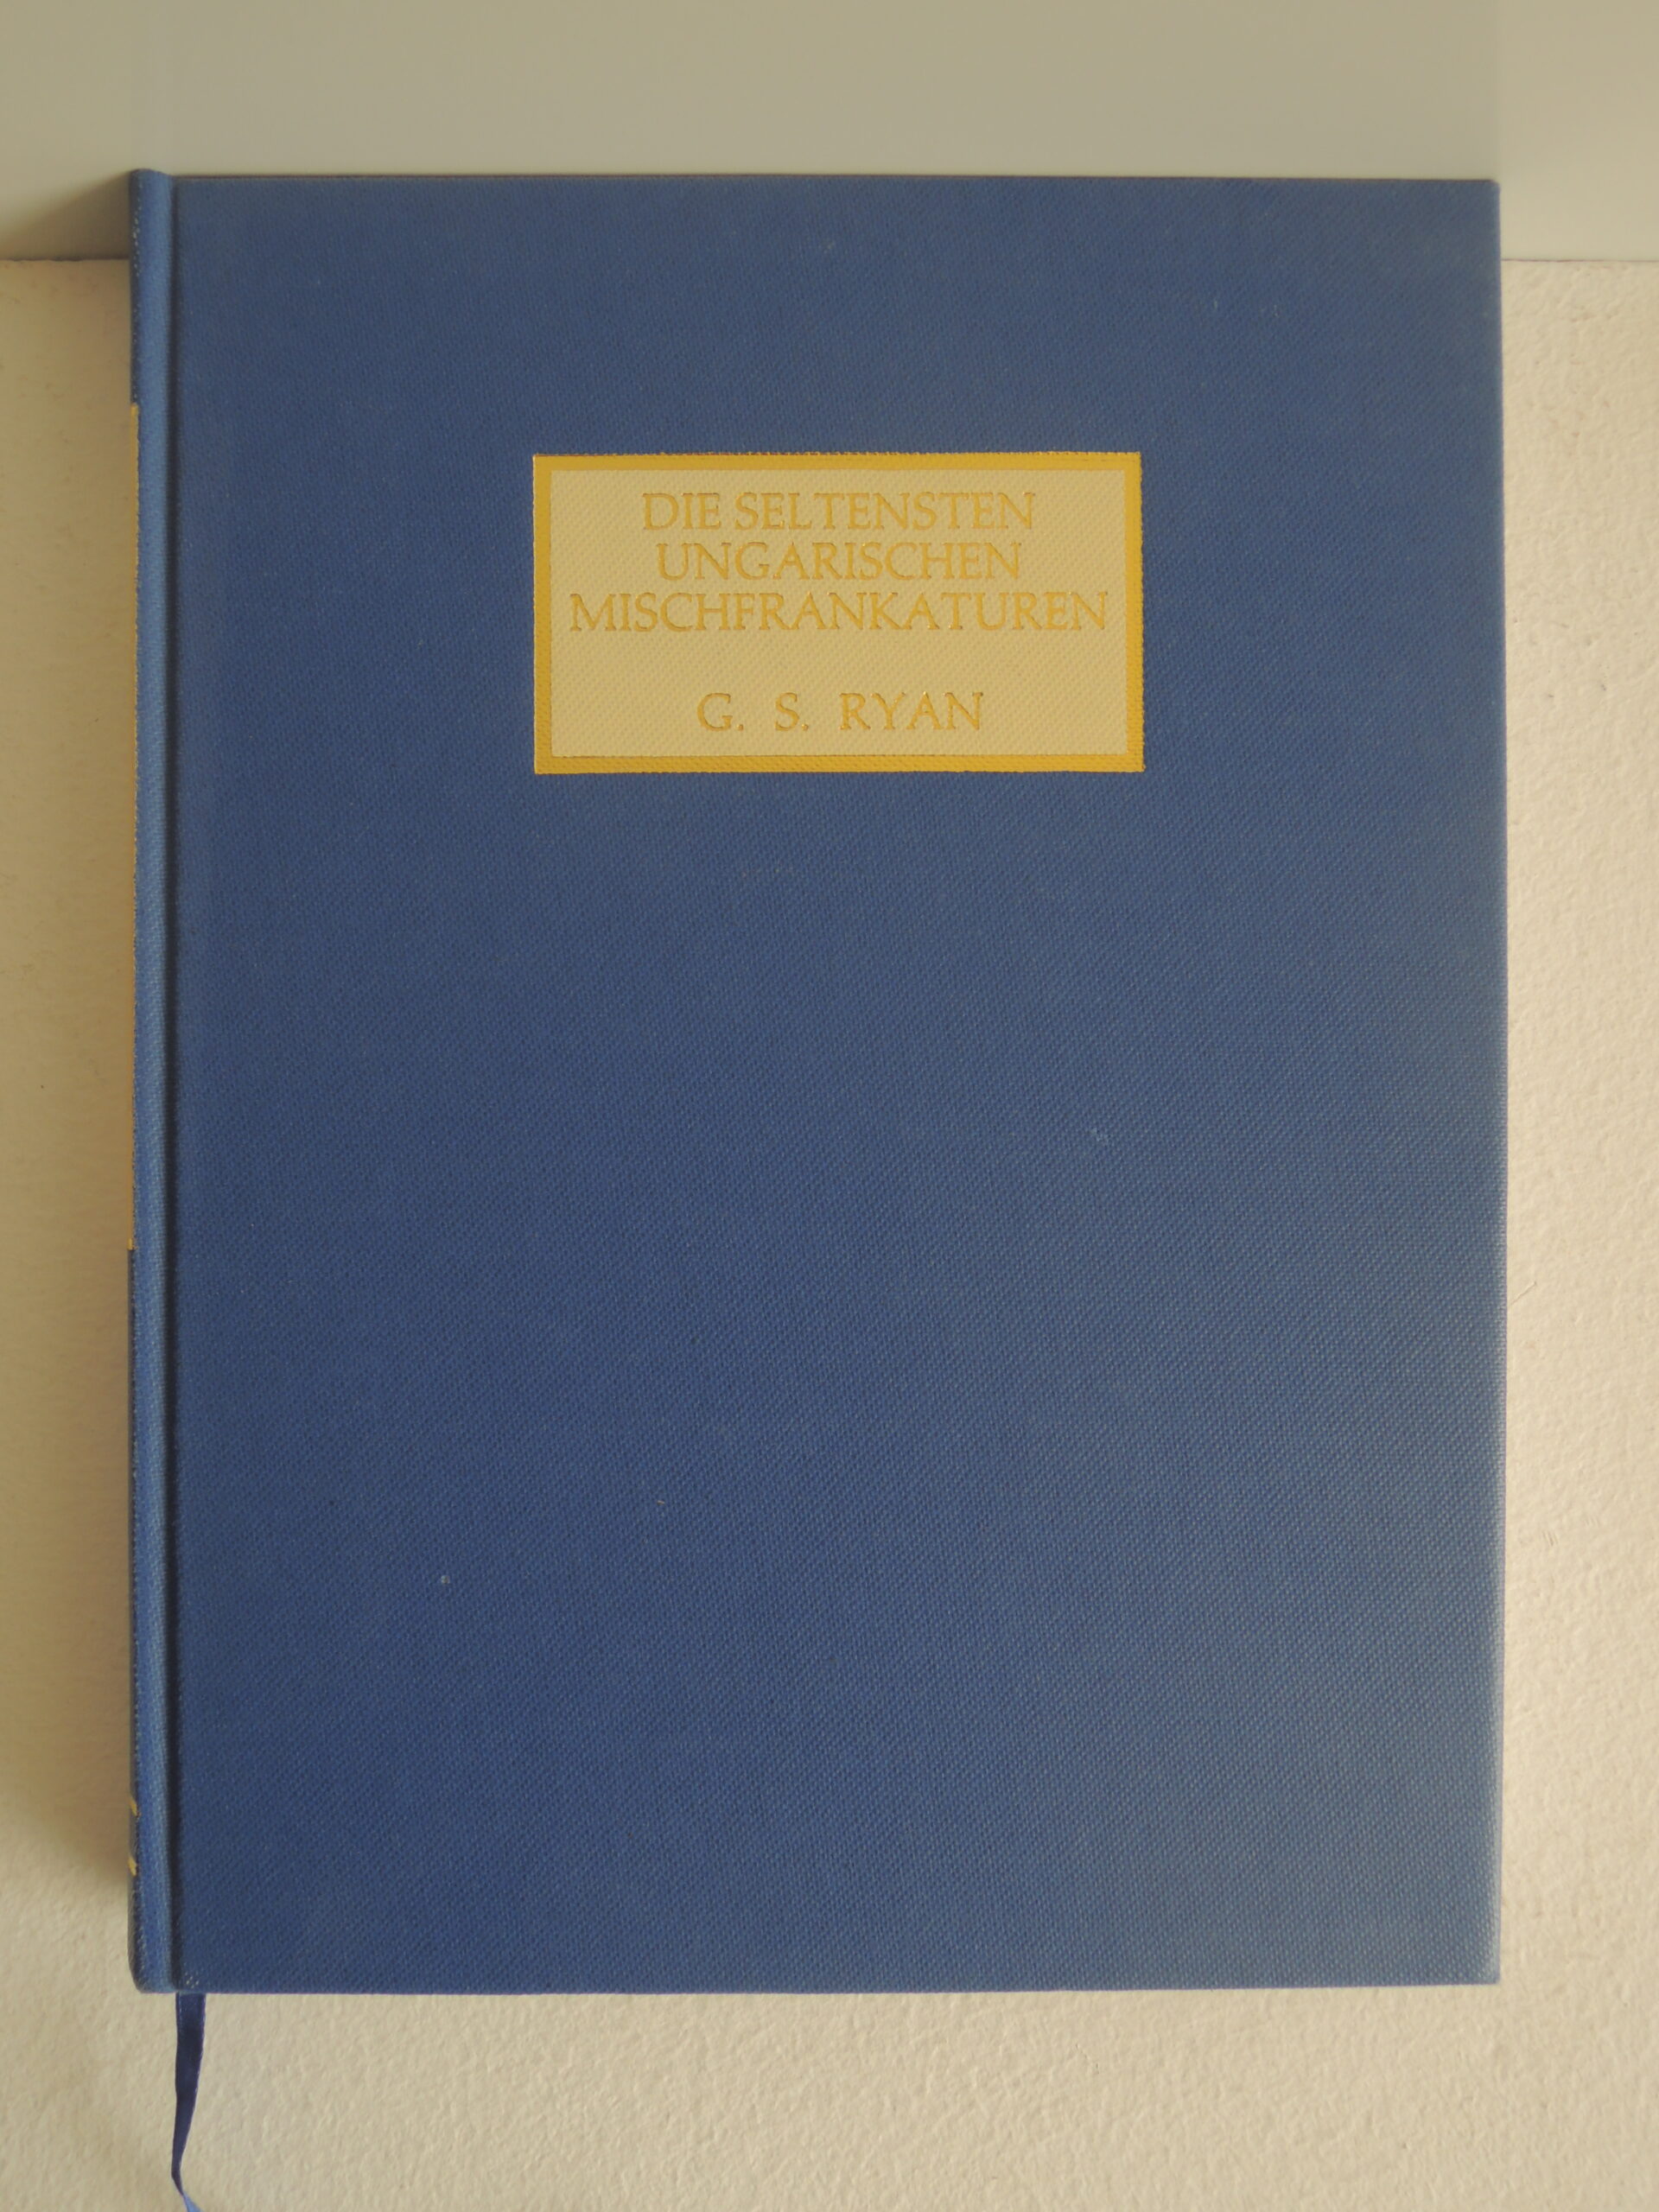 DIE SELTENSTEN
UNGARISCHEN
MISCHFRANKATUREN
G. S. RYAN